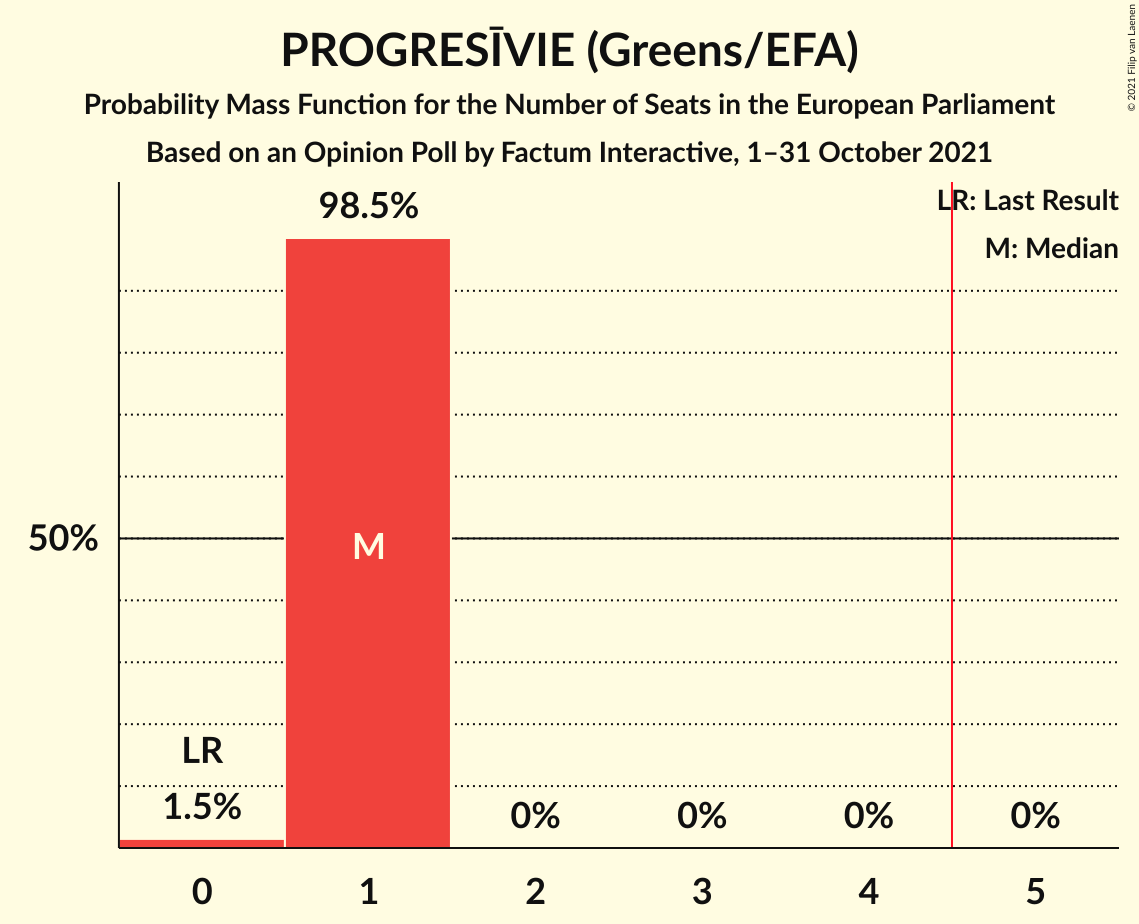 PROGRESĪVIE (Greens/EFA)
Probability Mass Function for the Number of Seats in the European Parliament
Based on an Opinion Poll by Factum Interactive, 1–31 October 2021
© 2021 Filip van Laenen
98.5%
LR: Last Result
M: Median
50%
M
LR
1.5%
0%
0%
0%
0%
0
1
2
3
4
5